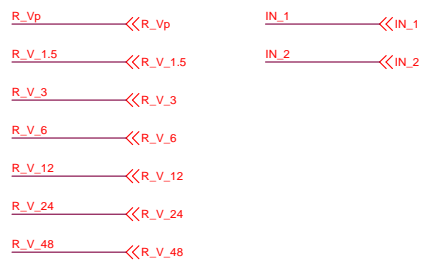 R_Vp
R_Vp
R_V_1.5
R_V_1.5
R_V_3
R_V_3
R_V_6
R_V_6
R_V_12
R_V_12
R_V_24
R_V_24
R_V_48
R_V_48
IN_1
IN_1
IN_2
IN_2